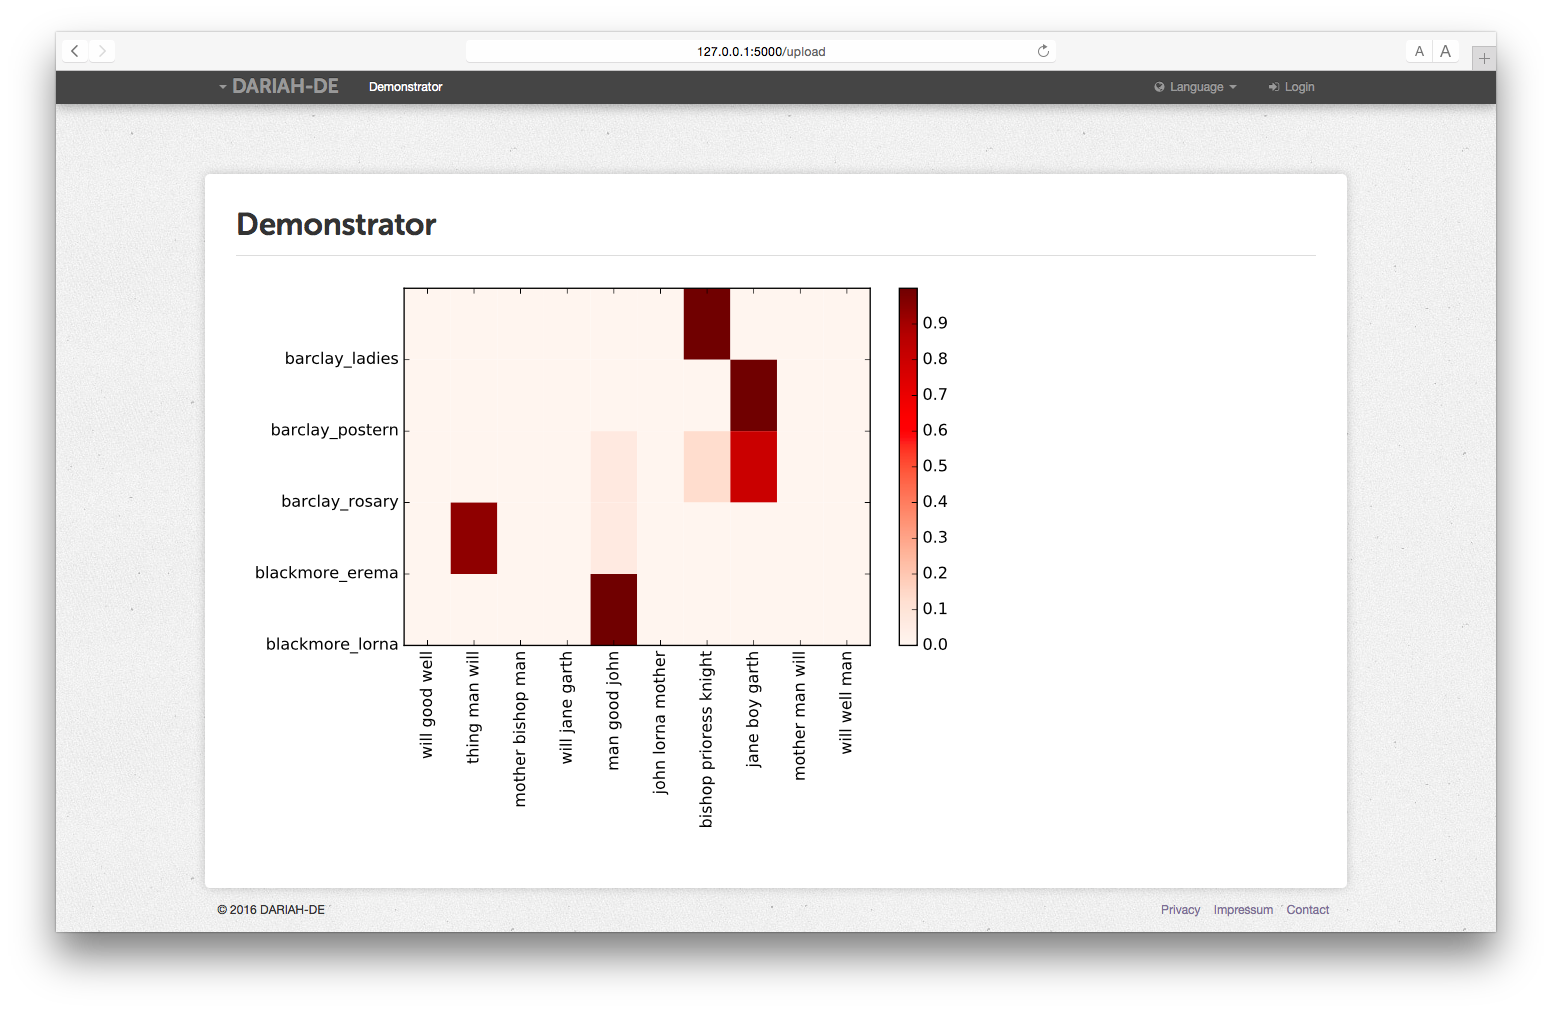 127.0.0.1:5000/upload
A A
DARIAH-DE Demonstrator Language Login
Demonstrator
barclay_ladies
barclay_postern
barclay_rosary
blackmore_erema
blackmore_lorna
will good well
thing man will
mother bishop man
will jane garth
man good john
john lorna mother
bishop prioress knight
jane boy garth
mother man will
will well man
0.9
0.8
0.7
0.6
0.5
0.4
0.3
0.2
0.1
0.0
© 2016 DARIAH-DE Privacy Impressum Contact